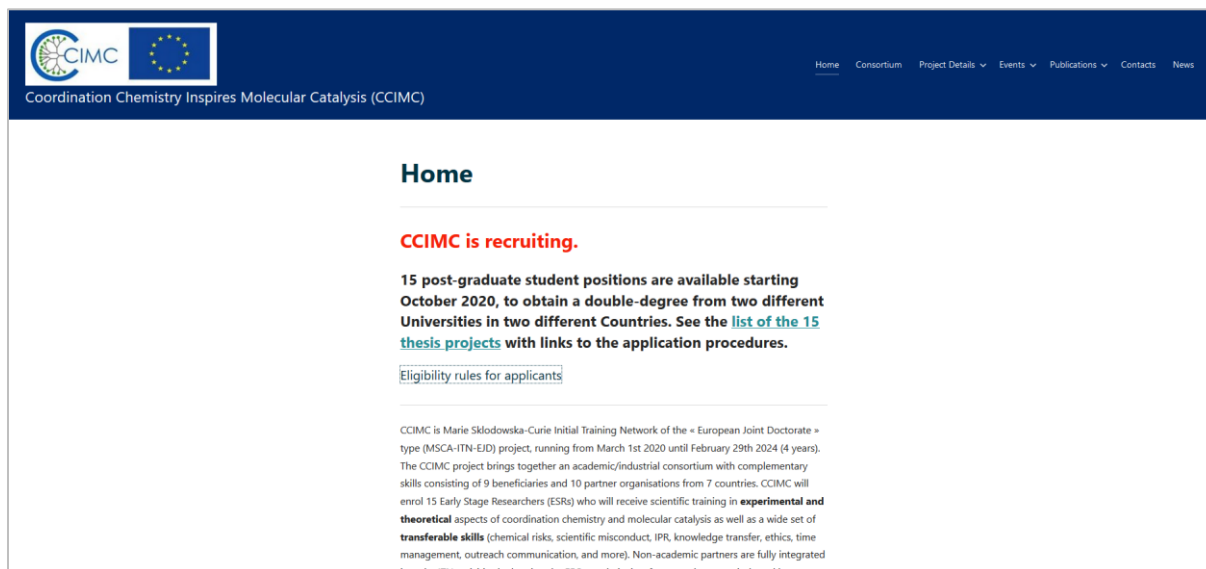 CCIMC
Coordination Chemistry Inspires Molecular Catalysis (CCIMC)
Home Consortium Project Details Events Publications Contacts News
Home
CCIMC is recruiting.
15 post-graduate student positions are available starting
October 2020, to obtain a double-degree from two different
Universities in two different Countries. See the list of the 15
thesis projects with links to the application procedures.
Eligibility rules for applicants
CCIMC is Marie Sklodowska-Curie Initial Training Network of the « European Joint Doctorate »
type (MSCA-ITN-EJD) project, running from March 1st 2020 until February 29th 2024 (4 years).
The CCIMC project brings together an academic/industrial consortium with complementary
skills consisting of 9 beneficiaries and 10 partner organisations from 7 countries. CCIMC will
enrol 15 Early Stage Researchers (ESRs) who will receive scientific training in experimental and
theoretical aspects of coordination chemistry and molecular catalysis as well as a wide set of
transferable skills (chemical risks, scientific misconduct, IPR, knowledge transfer, ethics, time
management, outreach communication, and more). Non-academic partners are fully integrated